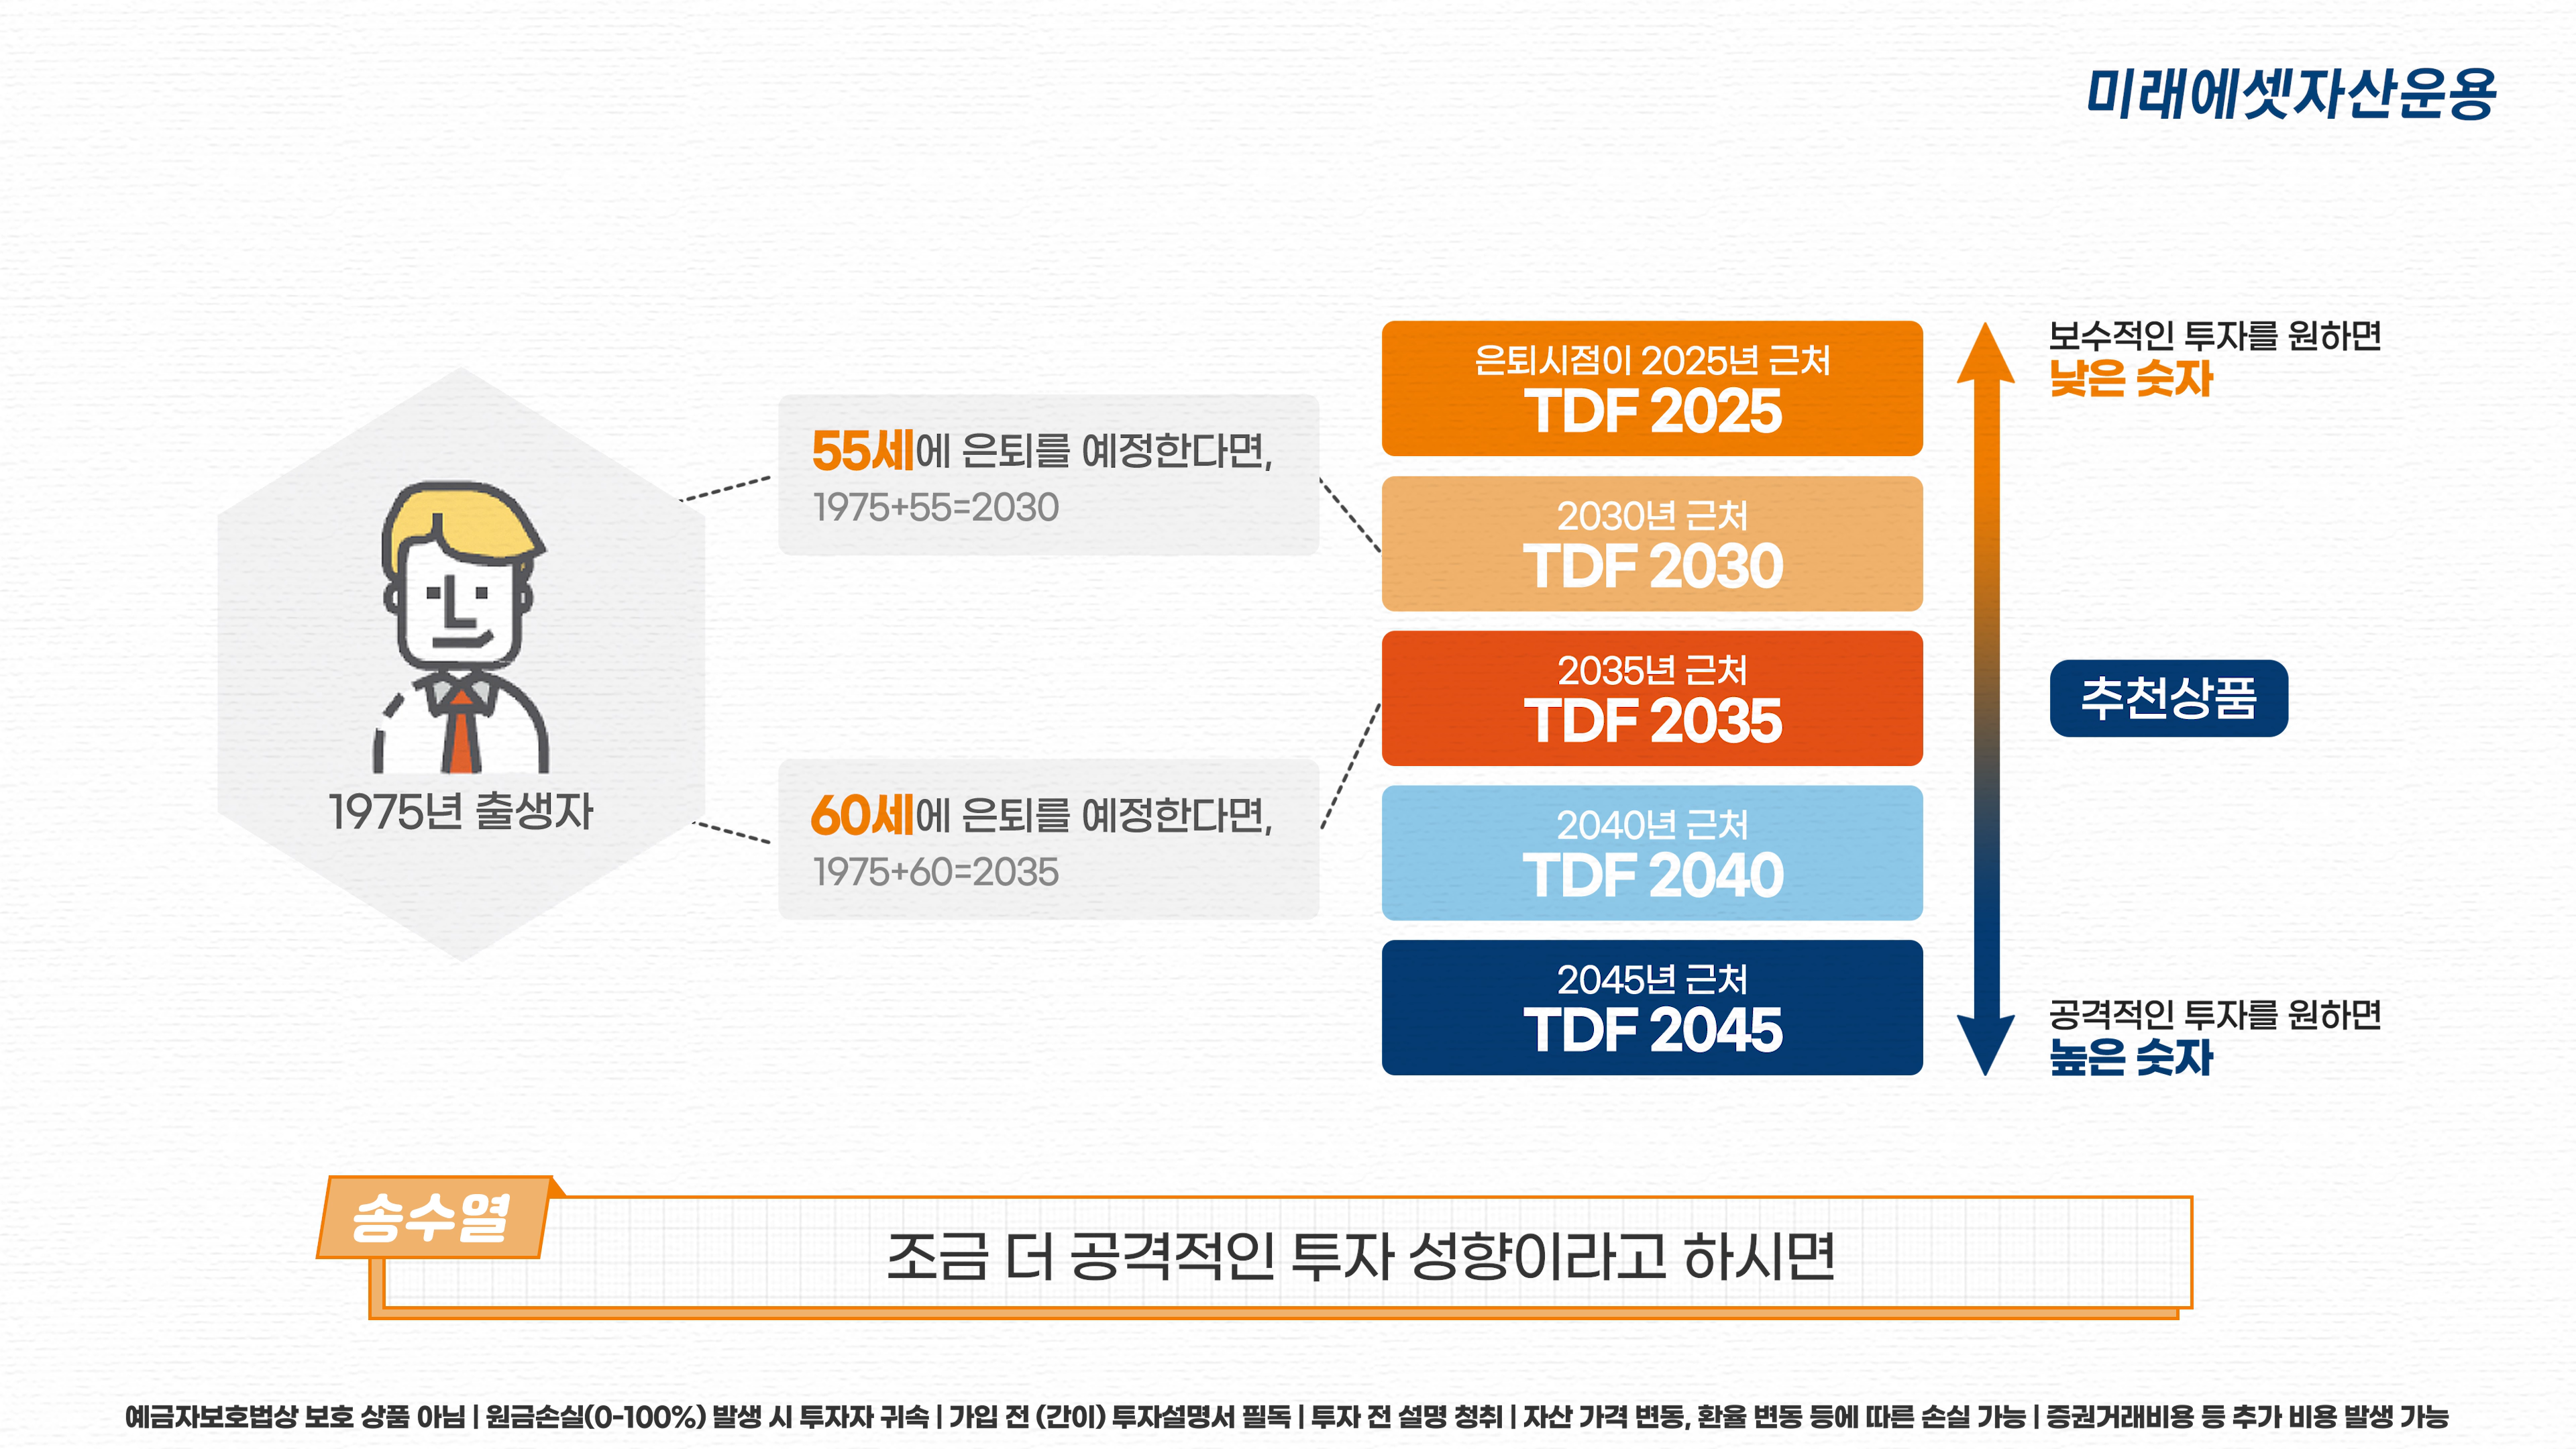 미래에셋자산운용
1975년 출생자
55세에 은퇴를 예정한다면,
1975+55=2030
60세에 은퇴를 예정한다면,
1975+60=2035
은퇴시점이 2025년 근처
TDF 2025
2030년 근처
TDF 2030
2035년 근처
TDF 2035
2040년 근처
TDF 2040
2045년 근처
TDF 2045
보수적인 투자를 원하면
낮은 숫자
추천상품
공격적인 투자를 원하면
높은 숫자
송수열
조금 더 공격적인 투자 성향이라고 하시면
예금자보호법상 보호 상품 아님 | 원금손실(0-100%) 발생 시 투자자 귀속 | 가입 전 (간이) 투자설명서 필독 | 투자 전 설명 청취 | 자산 가격 변동, 환율 변동 등에 따른 손실 가능 | 증권거래비용 등 추가 비용 발생 가능